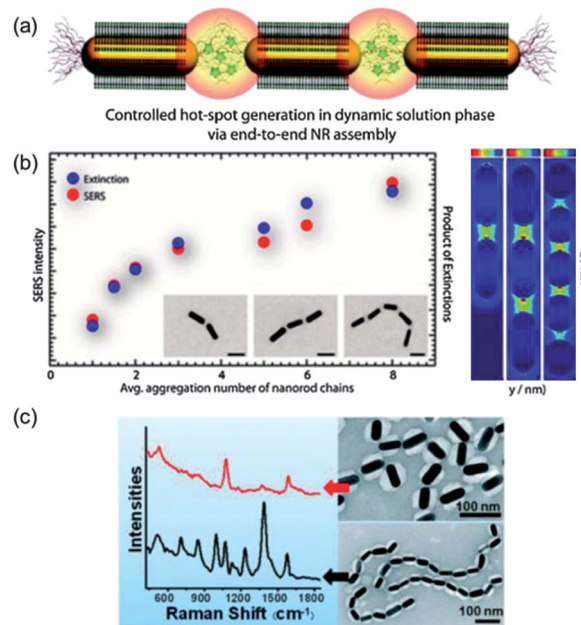 (a)
Controlled hot-spot generation in dynamic solution phase
via end-to-end NR assembly
(b)
Extinction
SERS
SERS intensity
Product of Extinctions
0 2 4 6 8
Avg. aggregation number of nanorod chains
y / nm)
(c)
Intensities
600 900 1200 1500 1800
Raman Shift (cm-1)
100 nm
100 nm